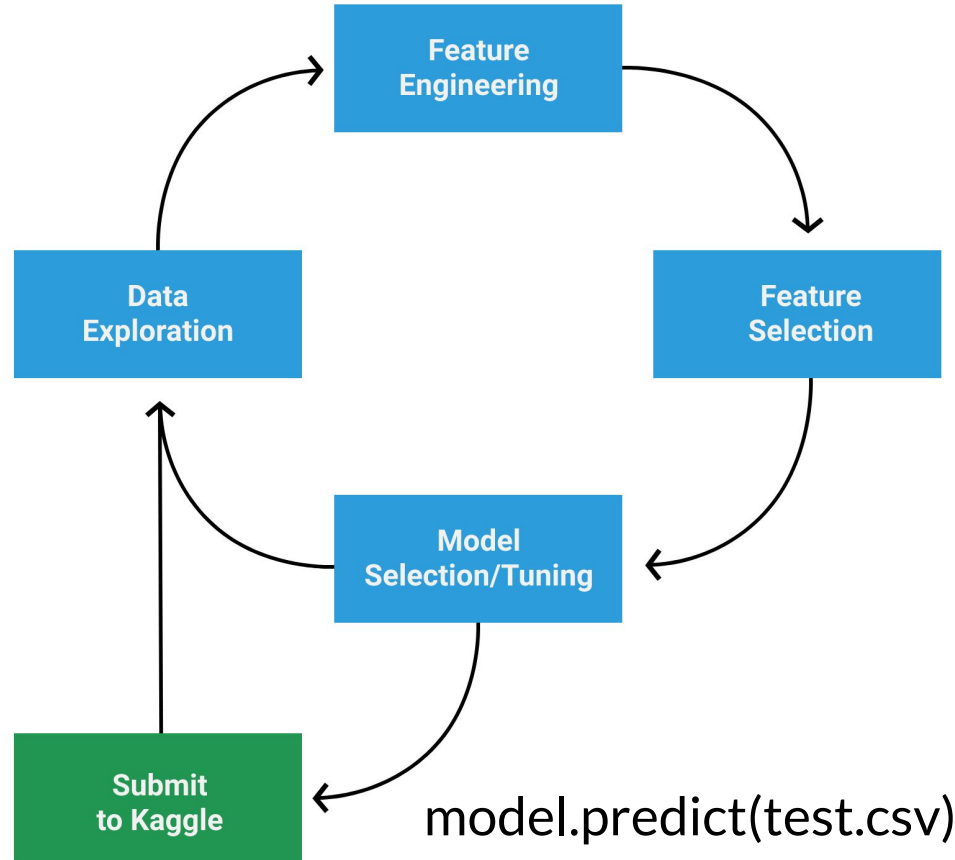 Feature
Engineering
Data
Exploration
Feature
Selection
Model
Selection/Tuning
Submit
to Kaggle
model.predict(test.csv)